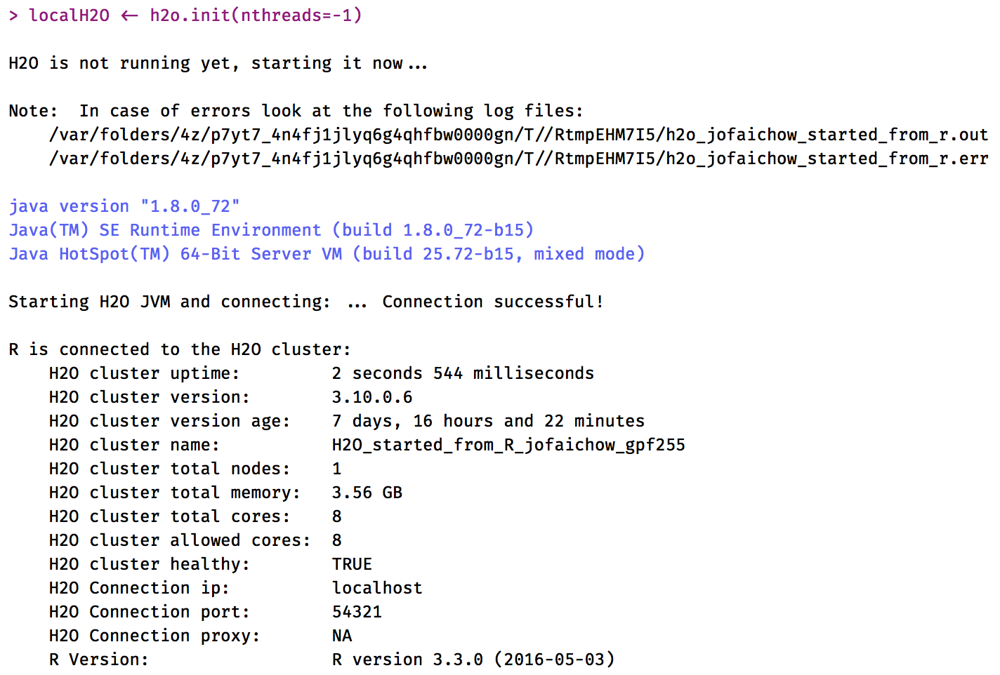 > localH2O <- h2o.init(nthreads=-1)
H2O is not running yet, starting it now...
Note:  In case of errors look at the following log files:
    /var/folders/4z/p7yt7_4n4fj1jlyq6g4qhfbw0000gn/T//RtmpEHM7I5/h2o_jofaichow_started_from_r.out
    /var/folders/4z/p7yt7_4n4fj1jlyq6g4qhfbw0000gn/T//RtmpEHM7I5/h2o_jofaichow_started_from_r.err
java version "1.8.0_72"
Java(TM) SE Runtime Environment (build 1.8.0_72-b15)
Java HotSpot(TM) 64-Bit Server VM (build 25.72-b15, mixed mode)
Starting H2O JVM and connecting: ... Connection successful!
R is connected to the H2O cluster:
    H2O cluster uptime:         2 seconds 544 milliseconds
    H2O cluster version:        3.10.0.6
    H2O cluster version age:    7 days, 16 hours and 22 minutes
    H2O cluster name:           H2O_started_from_R_jofaichow_gpf255
    H2O cluster total nodes:    1
    H2O cluster total memory:   3.56 GB
    H2O cluster total cores:    8
    H2O cluster allowed cores:  8
    H2O cluster healthy:        TRUE
    H2O Connection ip:          localhost
    H2O Connection port:        54321
    H2O Connection proxy:       NA
    R Version:                  R version 3.3.0 (2016-05-03)